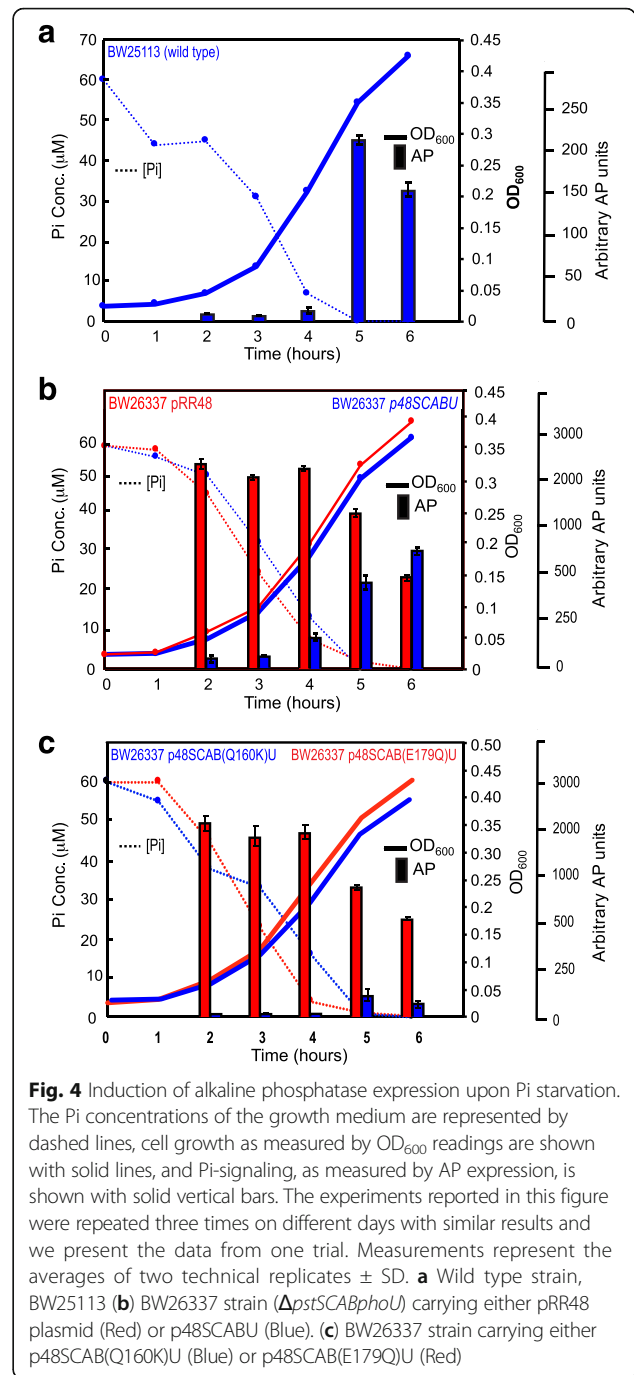 a
BW25113 (wild type)
Pi Conc. (µM)
70
60
50
40
30
20
10
0
[Pi]
OD600
AP
0.45
0.4
0.35
0.3
0.25
0.2
0.15
0.1
0.05
0
OD600
250
200
150
100
50
0
Arbitrary AP units
0 1 2 3 4 5 6
Time (hours)
b
BW26337 pRR48
BW26337 p48SCABU
Pi Conc. (µM)
60
50
40
30
20
10
0
[Pi]
OD600
AP
0.45
0.4
0.35
0.3
0.25
0.2
0.15
0.1
0.05
0
OD600
3000
2000
1000
500
250
0
Arbitrary AP units
0 1 2 3 4 5 6
Time (hours)
c
BW26337 p48SCAB(Q160K)U
BW26337 p48SCAB(E179Q)U
Pi Conc. (µM)
60
50
40
30
20
10
0
[Pi]
OD600
AP
0.50
0.45
0.4
0.35
0.3
0.25
0.2
0.15
0.1
0.05
0
OD600
3000
2000
1000
500
250
0
Arbitrary AP units
0 1 2 3 4 5 6
Time (hours)
Fig. 4 Induction of alkaline phosphatase expression upon Pi starvation.
The Pi concentrations of the growth medium are represented by
dashed lines, cell growth as measured by OD600 readings are shown
with solid lines, and Pi-signaling, as measured by AP expression, is
shown with solid vertical bars. The experiments reported in this figure
were repeated three times on different days with similar results and
we present the data from one trial. Measurements represent the
averages of two technical replicates ± SD. a Wild type strain,
BW25113 (b) BW26337 strain (ΔpstSCABphoU) carrying either pRR48
plasmid (Red) or p48SCABU (Blue). (c) BW26337 strain carrying either
p48SCAB(Q160K)U (Blue) or p48SCAB(E179Q)U (Red)